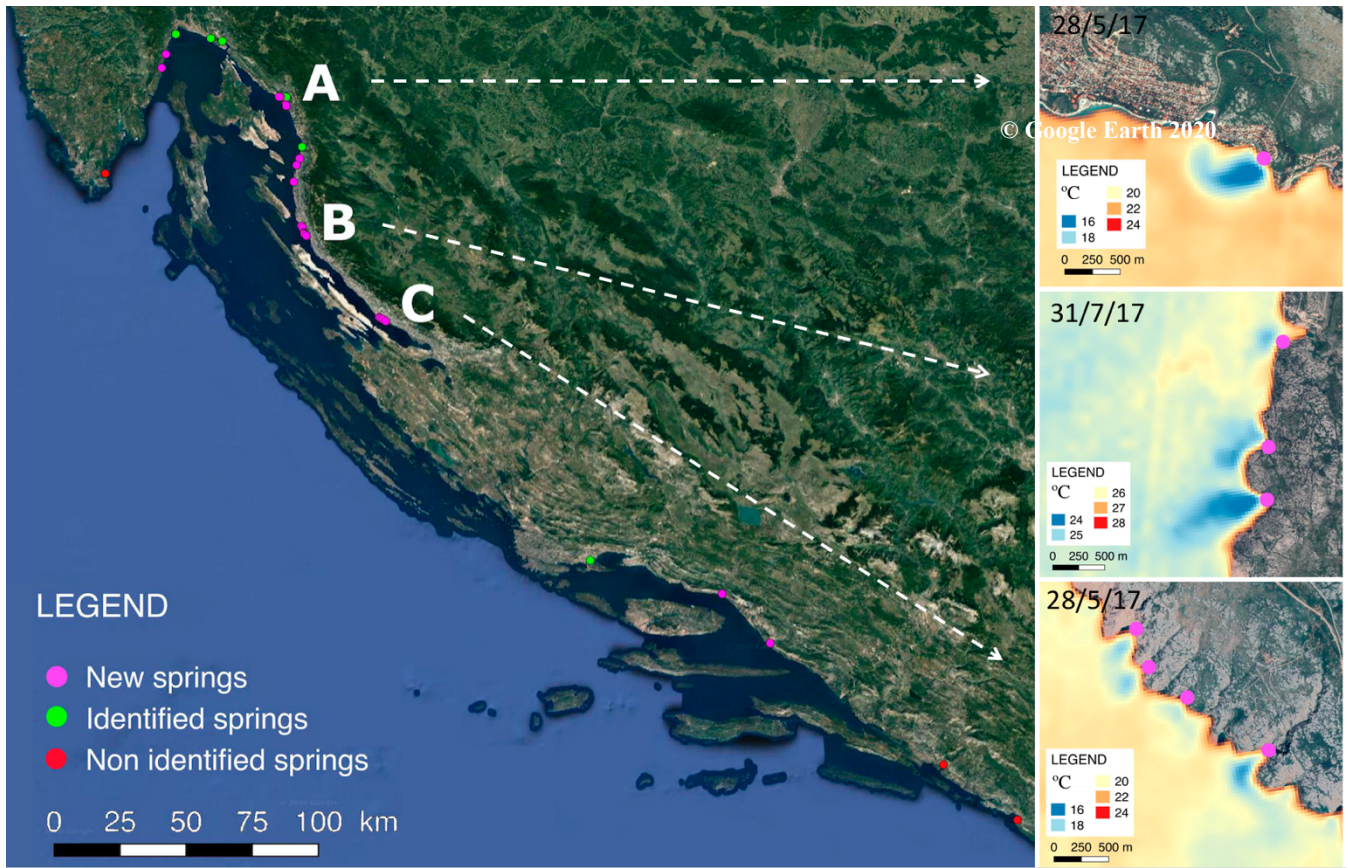 A
B
C
LEGEND
New springs
Identified springs
Non identified springs
0 25 50 75 100 km
28/5/17
© Google Earth 2020
LEGEND
ºC
16
18
20
22
24
0 250 500 m
31/7/17
LEGEND
ºC
24
25
26
27
28
0 250 500 m
28/5/17
LEGEND
ºC
16
18
20
22
24
0 250 500 m